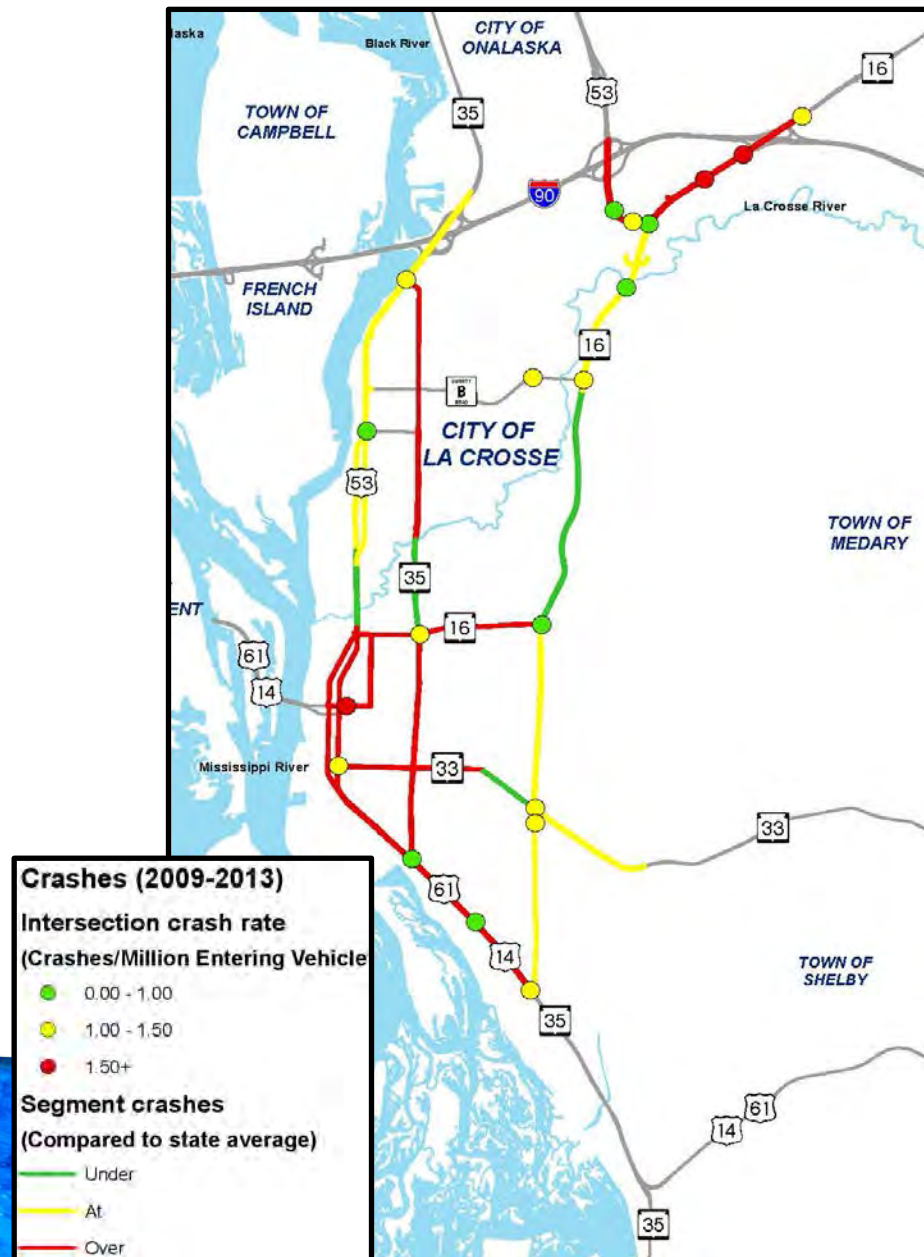 alaska
Black River
CITY OF
ONALASKA
16
53
35
TOWN OF
CAMPBELL
90
La Crosse River
FRENCH
ISLAND
16
B
CITY OF
LA CROSSE
53
TOWN OF
MEDARY
35
ENT
16
61
14
Mississippi River
33
33
61
14
TOWN OF
SHELBY
35
61
14
35
Crashes (2009-2013)
Intersection crash rate
(Crashes/Million Entering Vehicle
0.00 - 1.00
1.00 - 1.50
1.50+
Segment crashes
(Compared to state average)
Under
At
Over